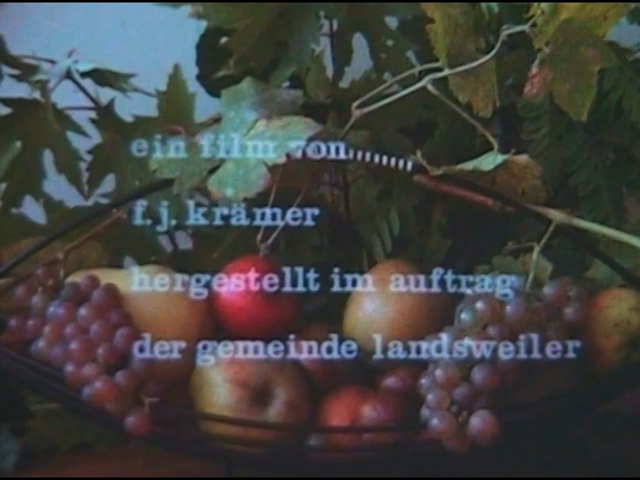 ein film von
f.j. krämer
hergestellt im auftrag
der gemeinde landsweiler